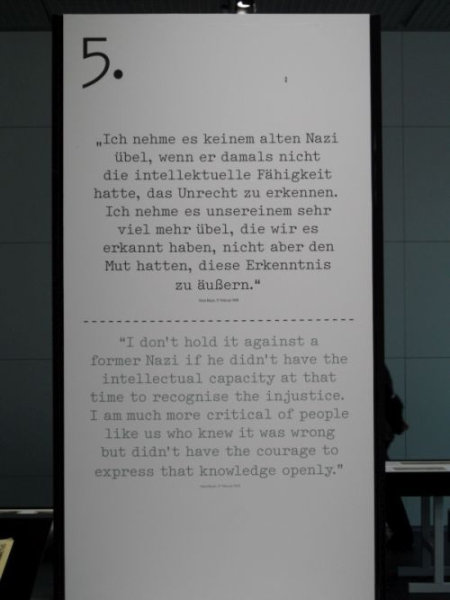 5.
„Ich nehme es keinem alten Nazi
übel, wenn er damals nicht
die intellektuelle Fähigkeit
hatte, das Unrecht zu erkennen.
Ich nehme es unsereinem sehr
viel mehr übel, die wir es
erkannt haben, nicht aber den
Mut hatten, diese Erkenntnis
zu äußern.“
“I don't hold it against a
former Nazi if he didn't have the
intellectual capacity at that
time to recognise the injustice.
I am much more critical of people
like us who knew it was wrong
but didn't have the courage to
express that knowledge openly.”